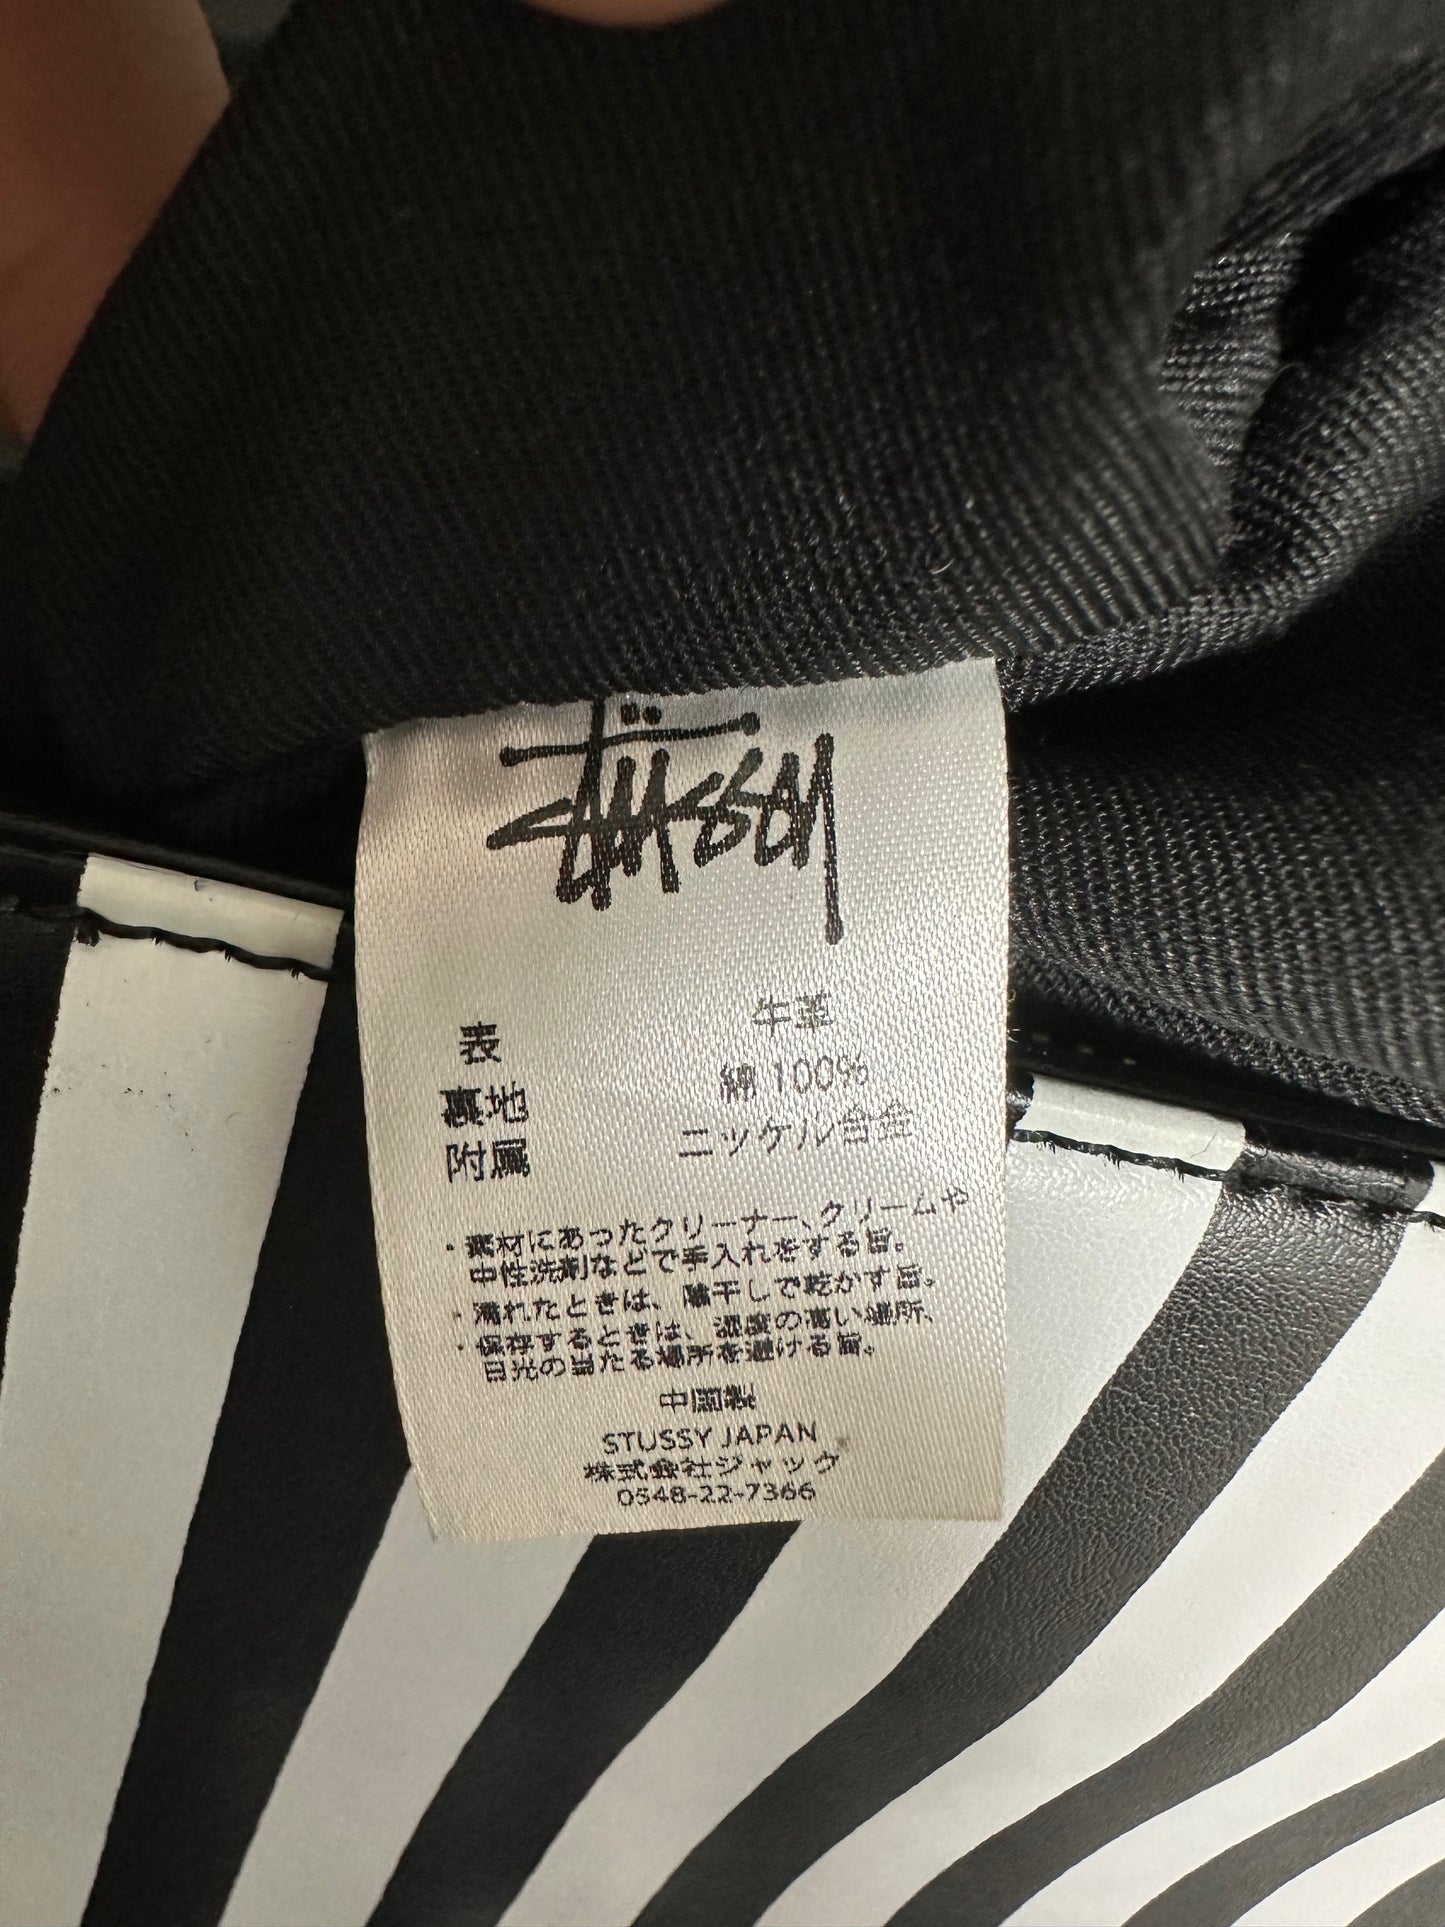 STÜSSY
表 牛革
裏地 綿 100%
附属 ニッケル合金
・素材にあったクリーナー、クリームや
中性洗剤などで手入れをする旨。
・濡れたときは、陰干しで乾かす旨。
・保存するときは、湿度の高い場所、
日光の当たる場所を避ける旨。
中国製
STUSSY JAPAN
株式会社ジャック
0548-22-7366